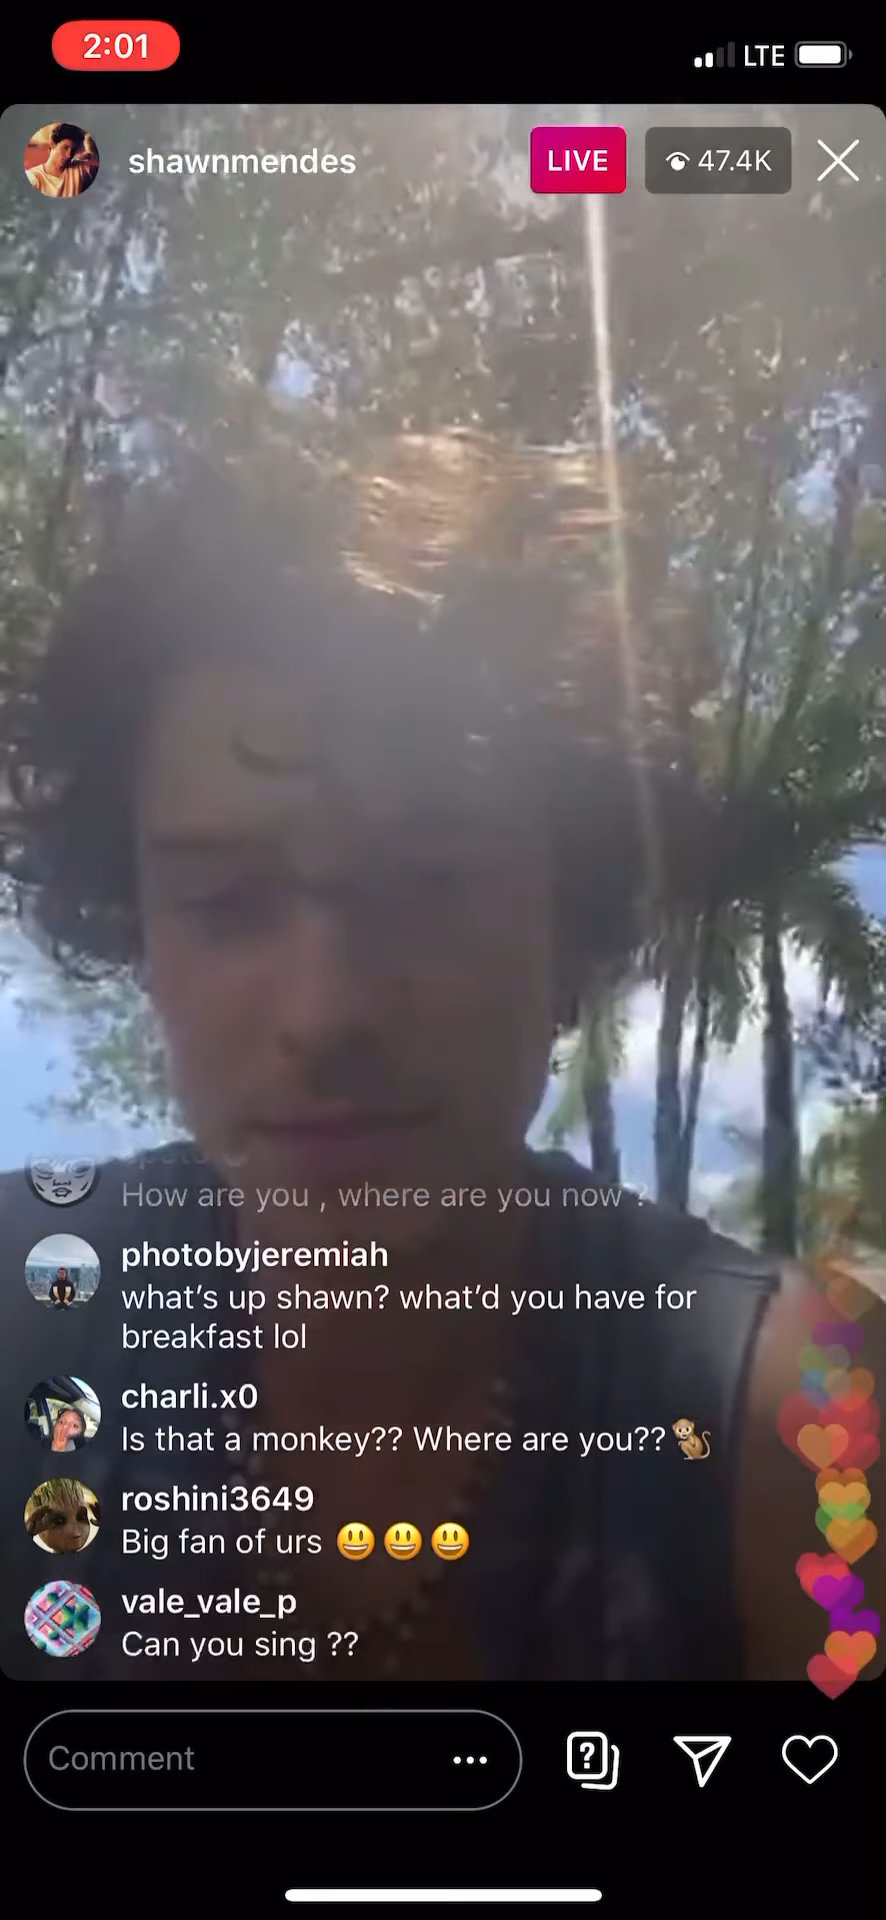 2:01
LTE
shawnmendes
LIVE
47.4K
How are you , where are you now ?
photobyjeremiah
what's up shawn? what'd you have for
breakfast lol
charli.x0
Is that a monkey?? Where are you??🐒
roshini3649
Big fan of urs 😃😃😃
vale_vale_p
Can you sing ??
Comment
?